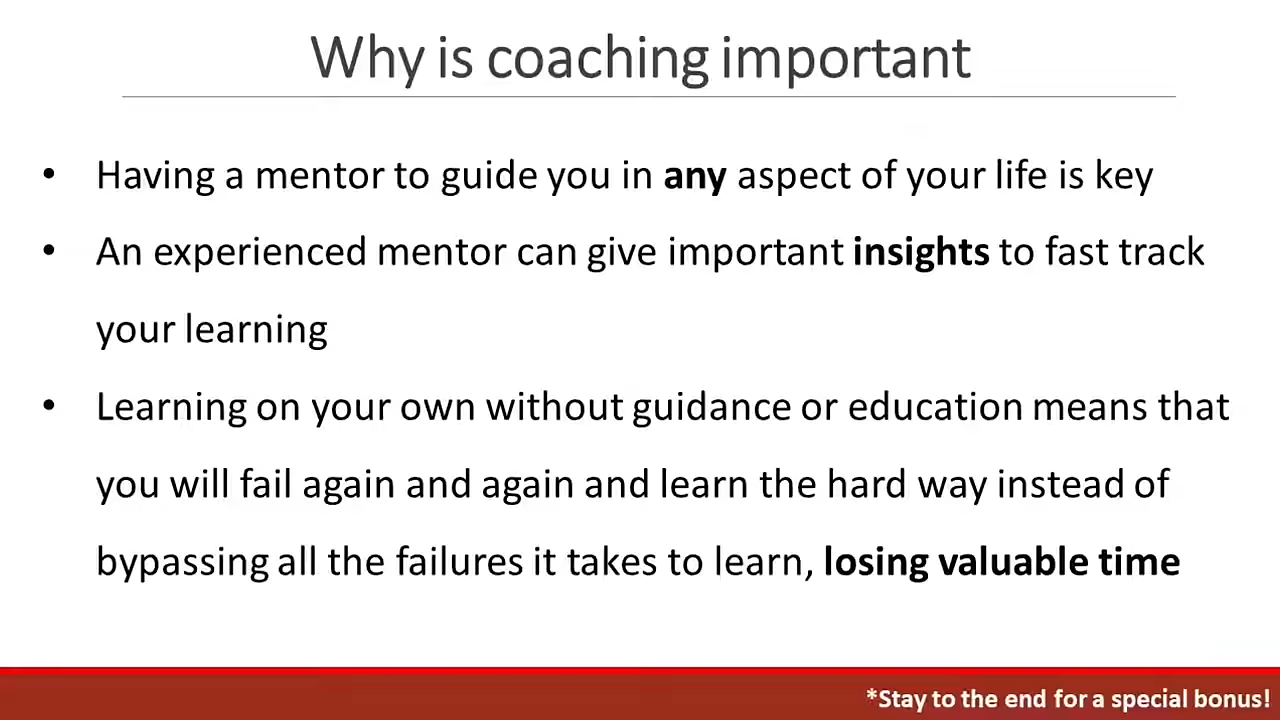 Why is coaching important
• Having a mentor to guide you in any aspect of your life is key
• An experienced mentor can give important insights to fast track
your learning
• Learning on your own without guidance or education means that
you will fail again and again and learn the hard way instead of
bypassing all the failures it takes to learn, losing valuable time
*Stay to the end for a special bonus!